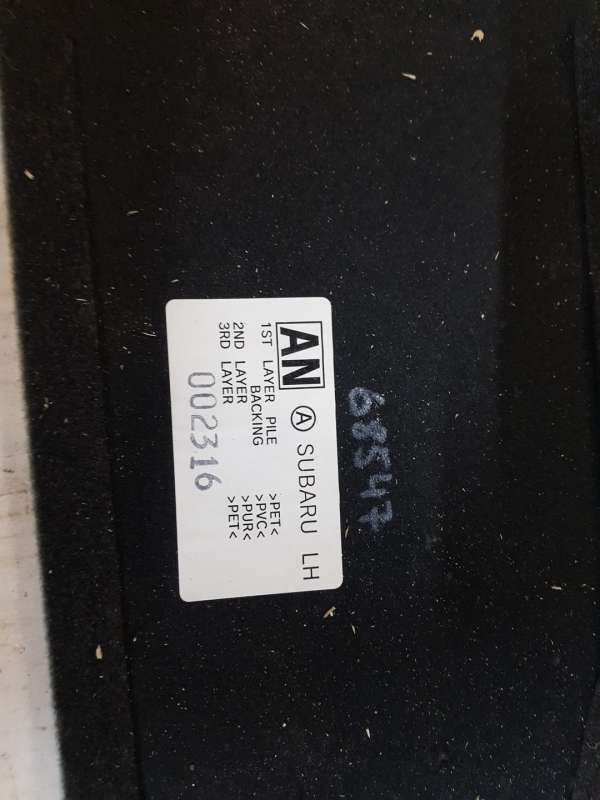 AN Ⓐ SUBARU LH
1ST LAYER PILE >PET<
BACKING >PVC<
2ND LAYER >PUR<
3RD LAYER >PET<
002316
68547